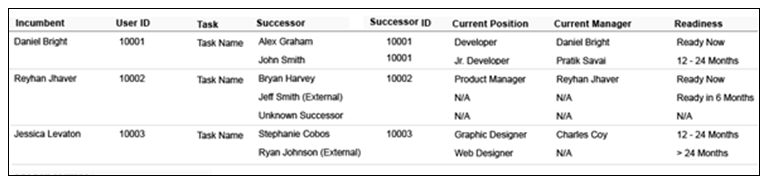 Incumbent User ID Task Successor Successor ID Current Position Current Manager Readiness
Daniel Bright 10001 Task Name Alex Graham 10001 Developer Daniel Bright Ready Now
John Smith 10001 Jr. Developer Pratik Savai 12 - 24 Months
Reyhan Jhaver 10002 Task Name Bryan Harvey 10002 Product Manager Reyhan Jhaver Ready Now
Jeff Smith (External) N/A N/A Ready in 6 Months
Unknown Successor N/A N/A N/A
Jessica Levaton 10003 Task Name Stephanie Cobos 10003 Graphic Designer Charles Coy 12 - 24 Months
Ryan Johnson (External) Web Designer N/A > 24 Months